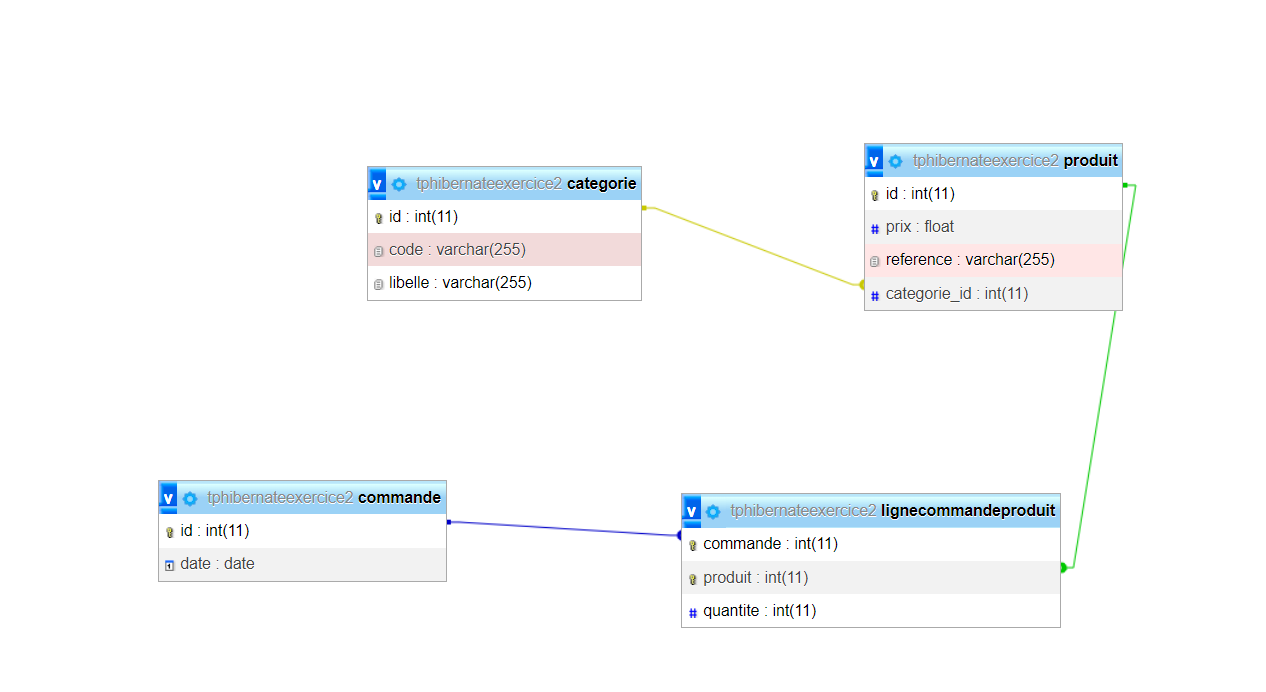 v tphibernateexercice2 categorie
id : int(11)
code : varchar(255)
libelle : varchar(255)
v tphibernateexercice2 produit
id : int(11)
# prix : float
reference : varchar(255)
# categorie_id : int(11)
v tphibernateexercice2 commande
id : int(11)
date : date
v tphibernateexercice2 lignecommandeproduit
commande : int(11)
produit : int(11)
# quantite : int(11)